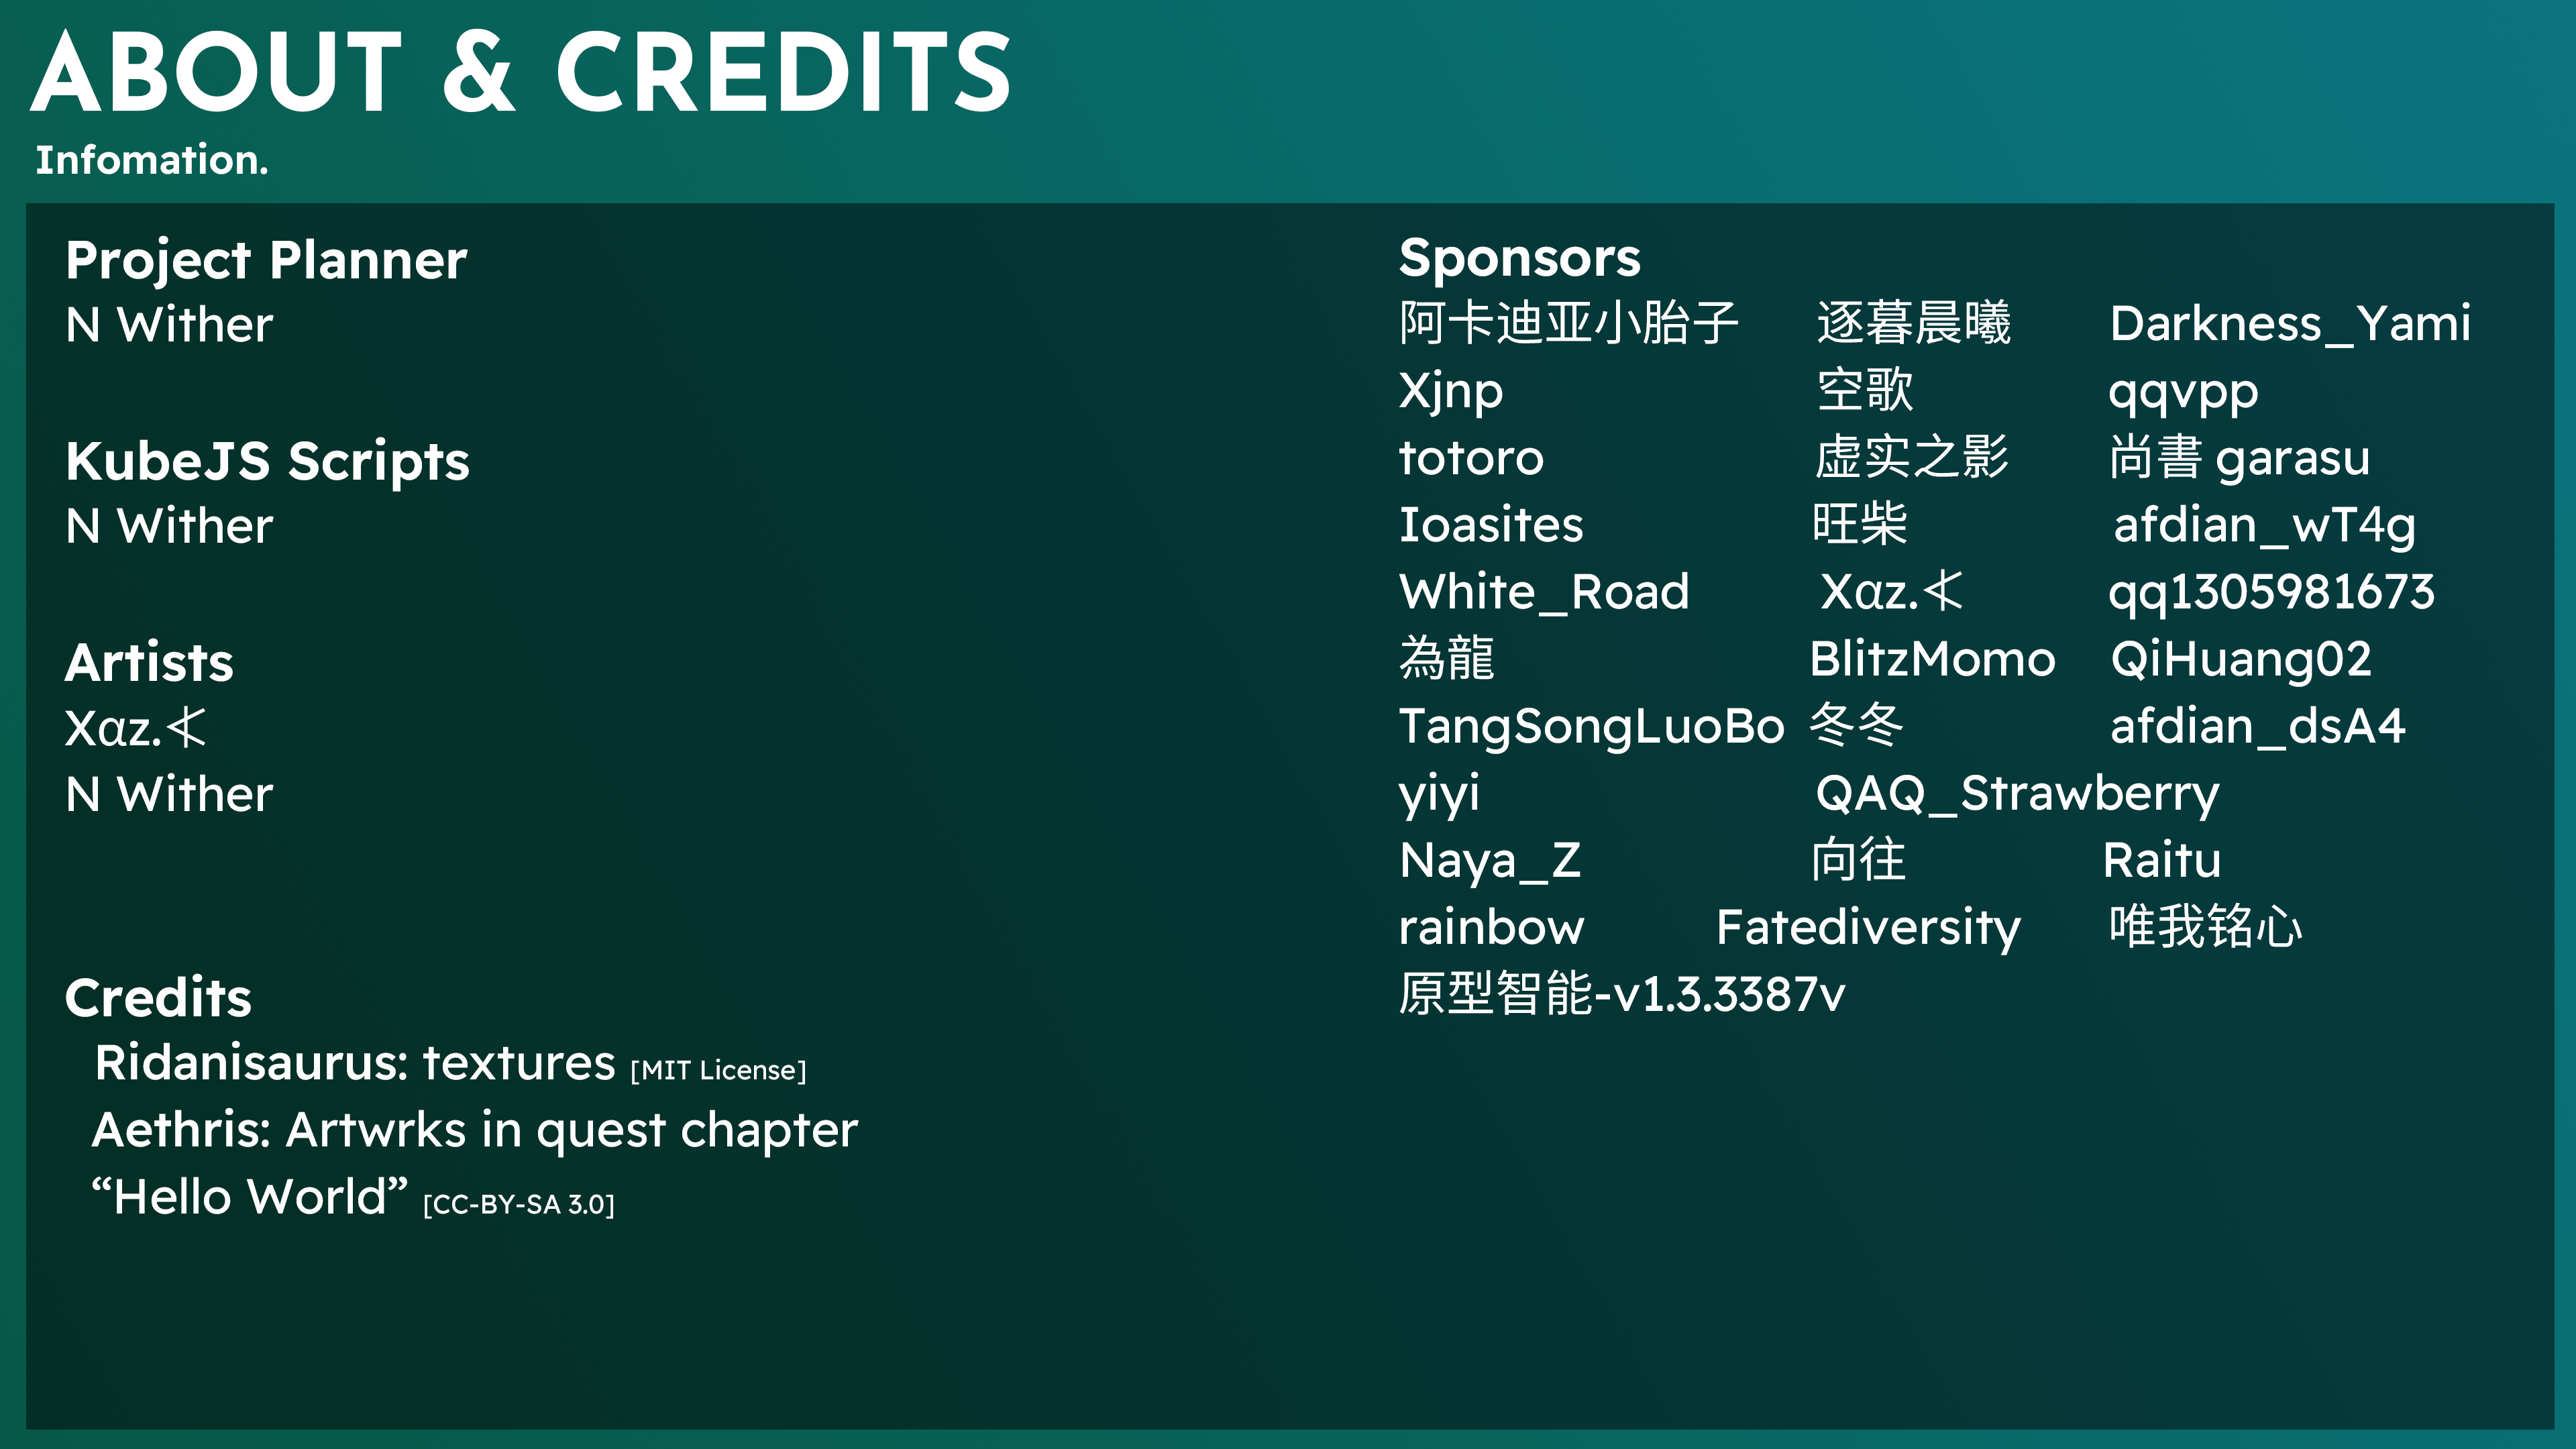 ABOUT & CREDITS
Infomation.
Project Planner
N Wither
KubeJS Scripts
N Wither
Artists
Xαz.∢
N Wither
Credits
Ridanisaurus: textures [MIT License]
Aethris: Artwrks in quest chapter
“Hello World” [CC-BY-SA 3.0]
Sponsors
阿卡迪亚小胎子 逐暮晨曦 Darkness_Yami
Xjnp 空歌 qqvpp
totoro 虚实之影 尚書 garasu
Ioasites 旺柴 afdian_wT4g
White_Road Xαz.∢ qq1305981673
為龍 BlitzMomo QiHuang02
TangSongLuoBo 冬冬 afdian_dsA4
yiyi QAQ_Strawberry
Naya_Z 向往 Raitu
rainbow Fatediversity 唯我铭心
原型智能-v1.3.3387v